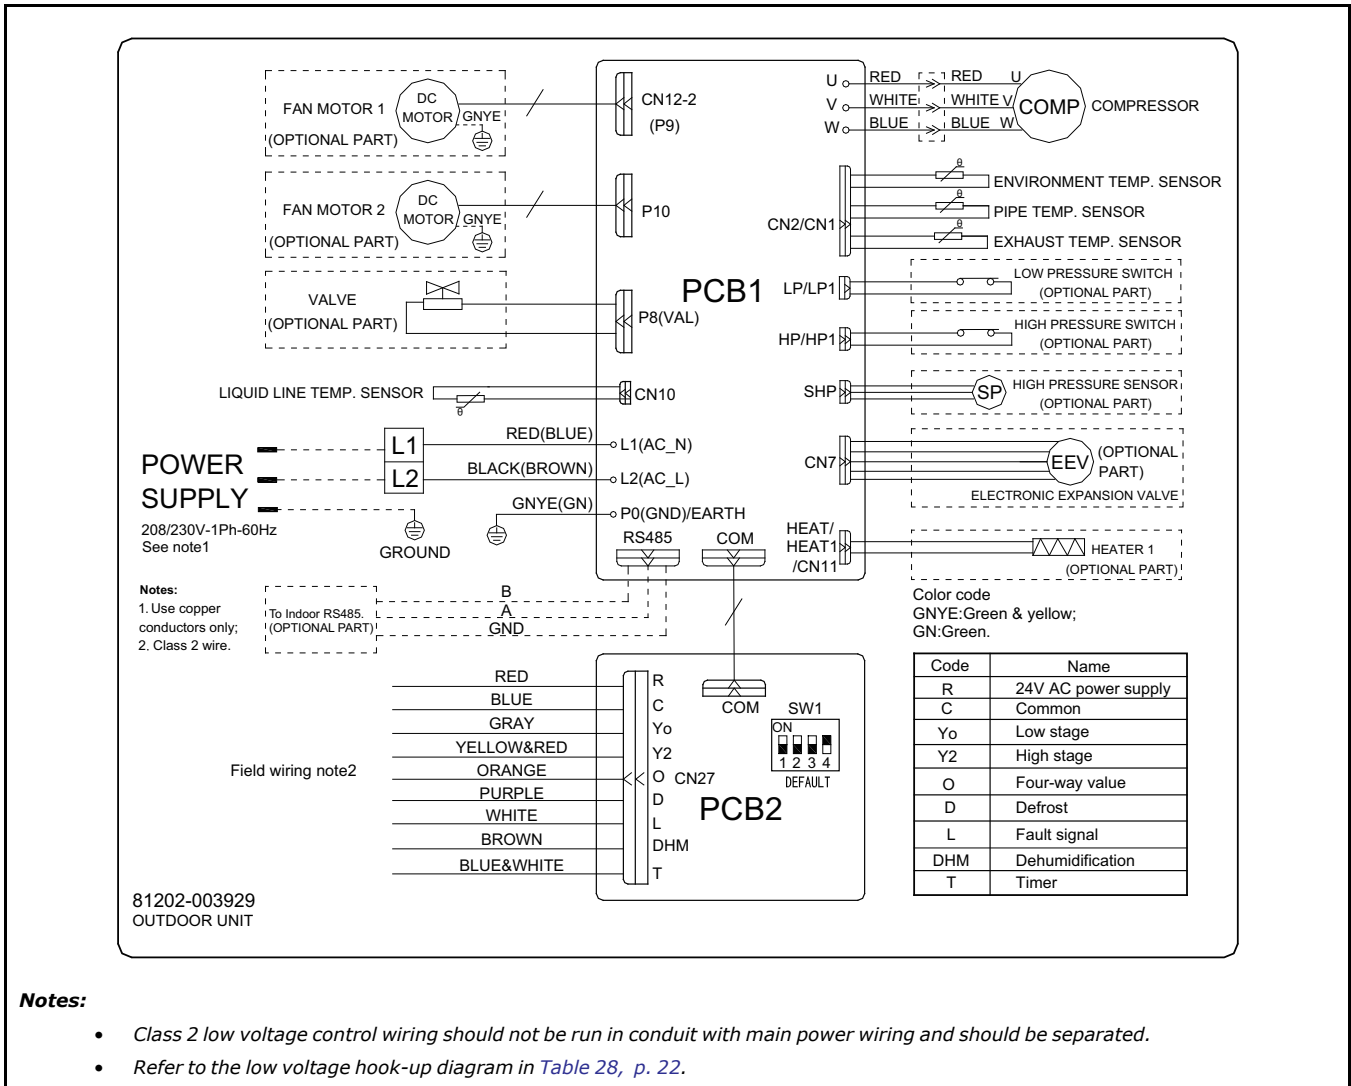 FAN MOTOR 1
(OPTIONAL PART)
DC
MOTOR
GNYE
CN12-2
(P9)
FAN MOTOR 2
(OPTIONAL PART)
DC
MOTOR
GNYE
P10
VALVE
(OPTIONAL PART)
P8(VAL)
LIQUID LINE TEMP. SENSOR
θ
CN10
POWER
SUPPLY
208/230V-1Ph-60Hz
See note1
L1
L2
GROUND
RED(BLUE)
L1(AC_N)
BLACK(BROWN)
L2(AC_L)
GNYE(GN)
P0(GND)/EARTH
RS485
COM
PCB1
U
RED
RED
U
V
WHITE
WHITE
V
W
BLUE
BLUE
W
COMP
COMPRESSOR
CN2/CN1
θ
ENVIRONMENT TEMP. SENSOR
θ
PIPE TEMP. SENSOR
θ
EXHAUST TEMP. SENSOR
LP/LP1
LOW PRESSURE SWITCH
(OPTIONAL PART)
HP/HP1
HIGH PRESSURE SWITCH
(OPTIONAL PART)
SHP
SP
HIGH PRESSURE SENSOR
(OPTIONAL PART)
CN7
EEV
(OPTIONAL
PART)
ELECTRONIC EXPANSION VALVE
HEAT/
HEAT1
/CN11
HEATER 1
(OPTIONAL PART)
Notes:
1. Use copper
conductors only;
2. Class 2 wire.
To Indoor RS485.
(OPTIONAL PART)
B
A
GND
Color code
GNYE:Green & yellow;
GN:Green.
Field wiring note2
RED
R
BLUE
C
GRAY
Yo
YELLOW&RED
Y2
ORANGE
O
CN27
PURPLE
D
WHITE
L
BROWN
DHM
BLUE&WHITE
T
COM
SW1
ON
1 2 3 4
DEFAULT
PCB2
Code Name
R 24V AC power supply
C Common
Yo Low stage
Y2 High stage
O Four-way value
D Defrost
L Fault signal
DHM Dehumidification
T Timer
81202-003929
OUTDOOR UNIT
Notes:
• Class 2 low voltage control wiring should not be run in conduit with main power wiring and should be separated.
• Refer to the low voltage hook-up diagram in Table 28, p. 22.